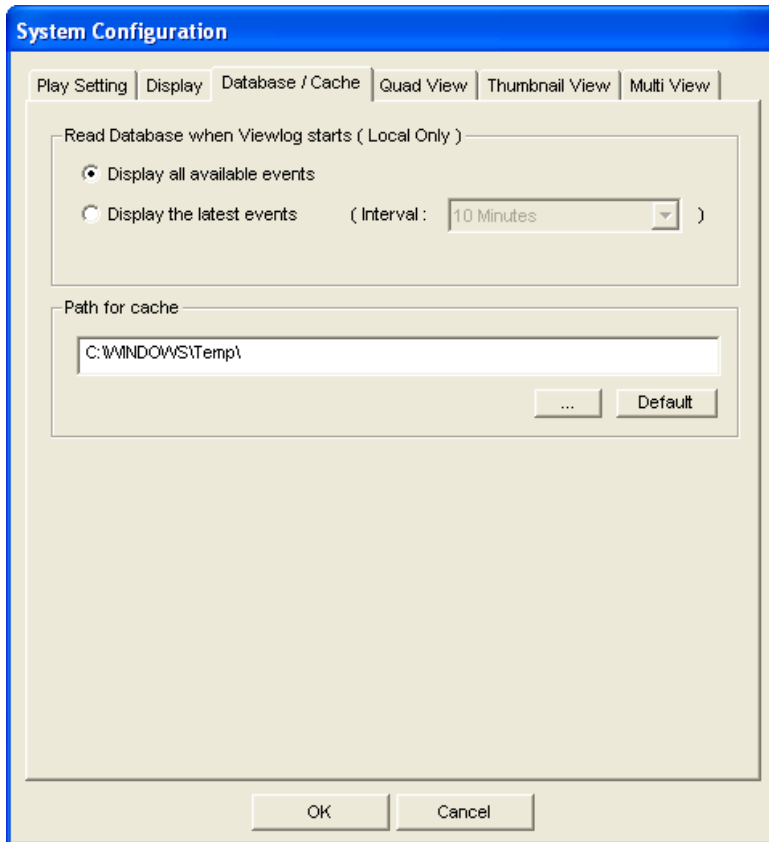 System Configuration
Play Setting Display Database / Cache Quad View Thumbnail View Multi View
Read Database when Viewlog starts ( Local Only )
Display all available events
Display the latest events ( Interval : 10 Minutes )
Path for cache
C:\WINDOWS\Temp\
... Default
OK Cancel